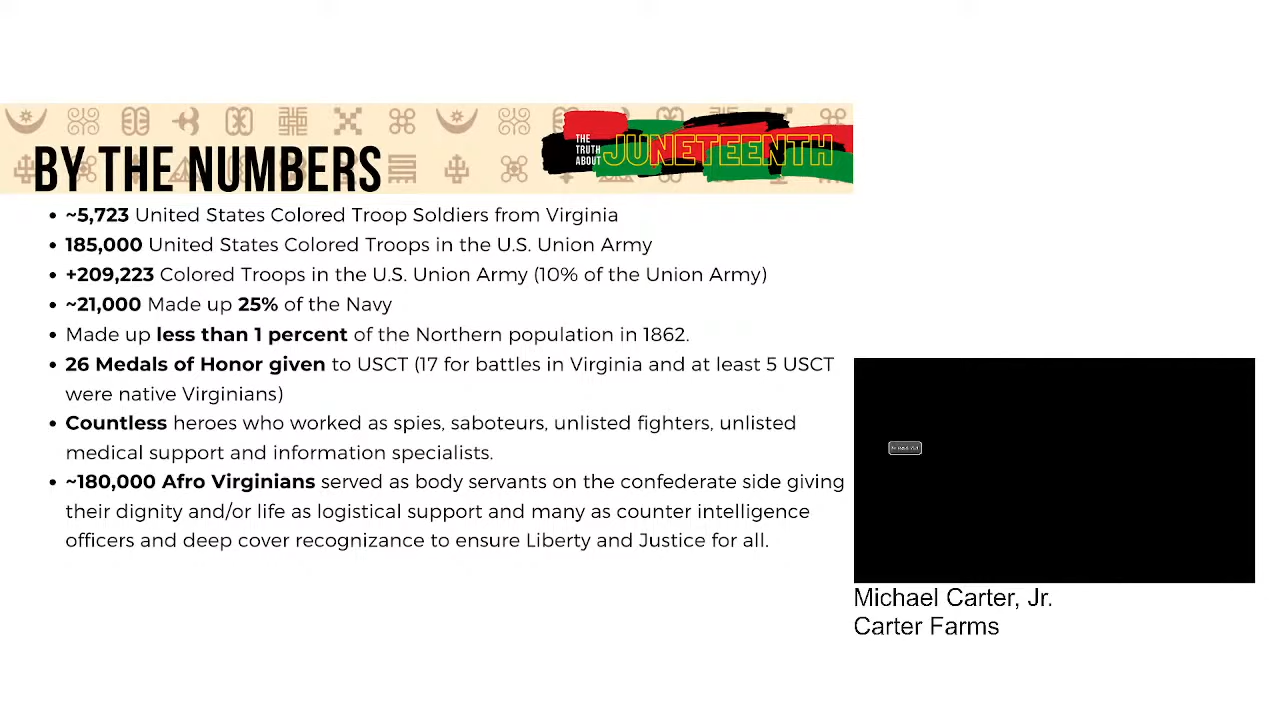 THE
TRUTH
ABOUT
JUNETEENTH
BY THE NUMBERS
• ~5,723 United States Colored Troop Soldiers from Virginia
• 185,000 United States Colored Troops in the U.S. Union Army
• +209,223 Colored Troops in the U.S. Union Army (10% of the Union Army)
• ~21,000 Made up 25% of the Navy
• Made up less than 1 percent of the Northern population in 1862.
• 26 Medals of Honor given to USCT (17 for battles in Virginia and at least 5 USCT
were native Virginians)
• Countless heroes who worked as spies, saboteurs, unlisted fighters, unlisted
medical support and information specialists.
• ~180,000 Afro Virginians served as body servants on the confederate side giving
their dignity and/or life as logistical support and many as counter intelligence
officers and deep cover recognizance to ensure Liberty and Justice for all.
Michael Carter, Jr.
Carter Farms